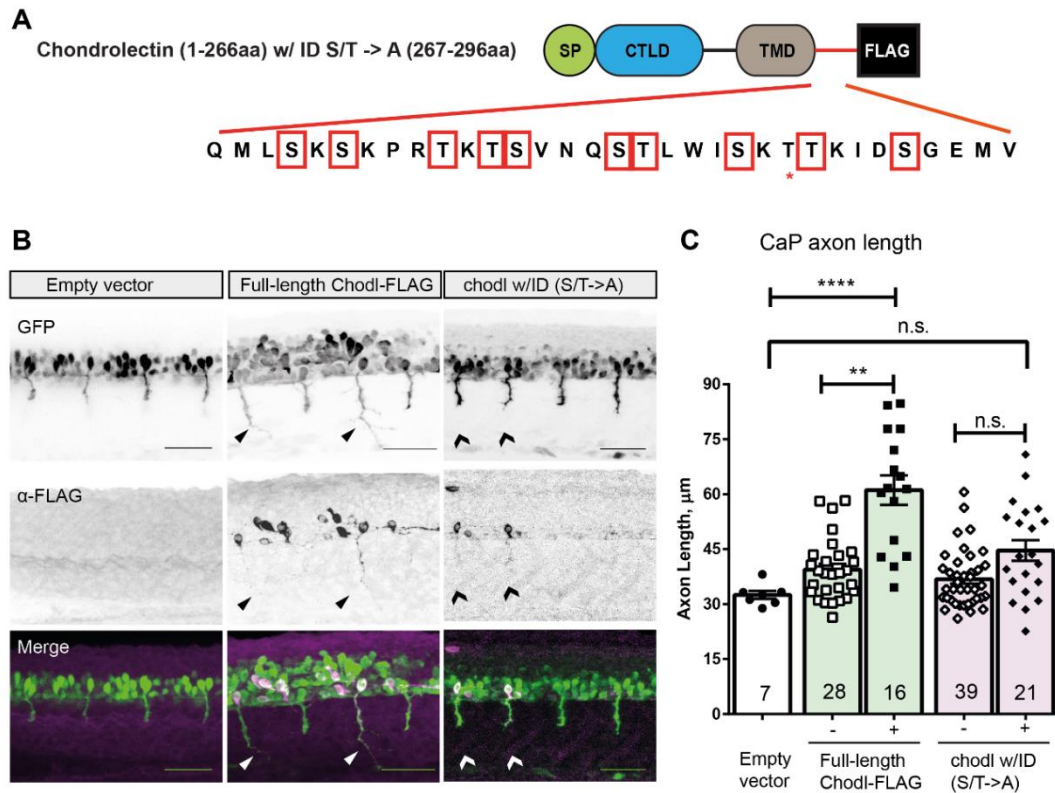 A
Chondrolectin (1-266aa) w/ ID S/T -> A (267-296aa)
SP
CTLD
TMD
FLAG
Q M L S K S K P R T K T S V N Q S T L W I S K T T K I D S G E M V
*
B
Empty vector
Full-length Chodl-FLAG
chodl w/ID (S/T->A)
GFP
α-FLAG
Merge
C
CaP axon length
****
n.s.
**
n.s.
Axon Length, µm
90
75
60
45
30
15
0
7
28
16
39
21
- + - +
Empty vector
Full-length Chodl-FLAG
chodl w/ID (S/T->A)